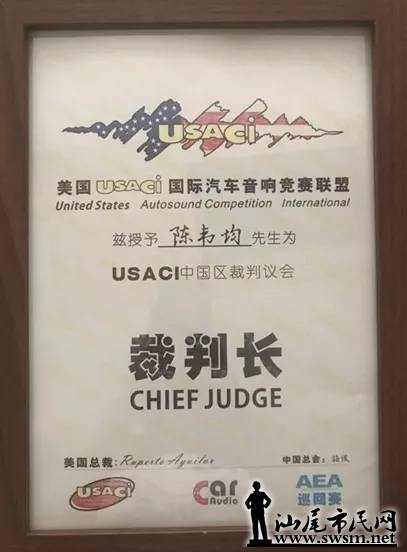 USACi
美国USACi国际汽车音响竞赛联盟
United States Autosound Competition International
兹授予 陈韦均 先生为
USACI中国区裁判议会
裁判长
CHIEF JUDGE
美国总裁: Ruperto Aguilar 中国总会:
USACi
Car Audio
AEA
巡回赛
汕尾市民网
www.swsm.net